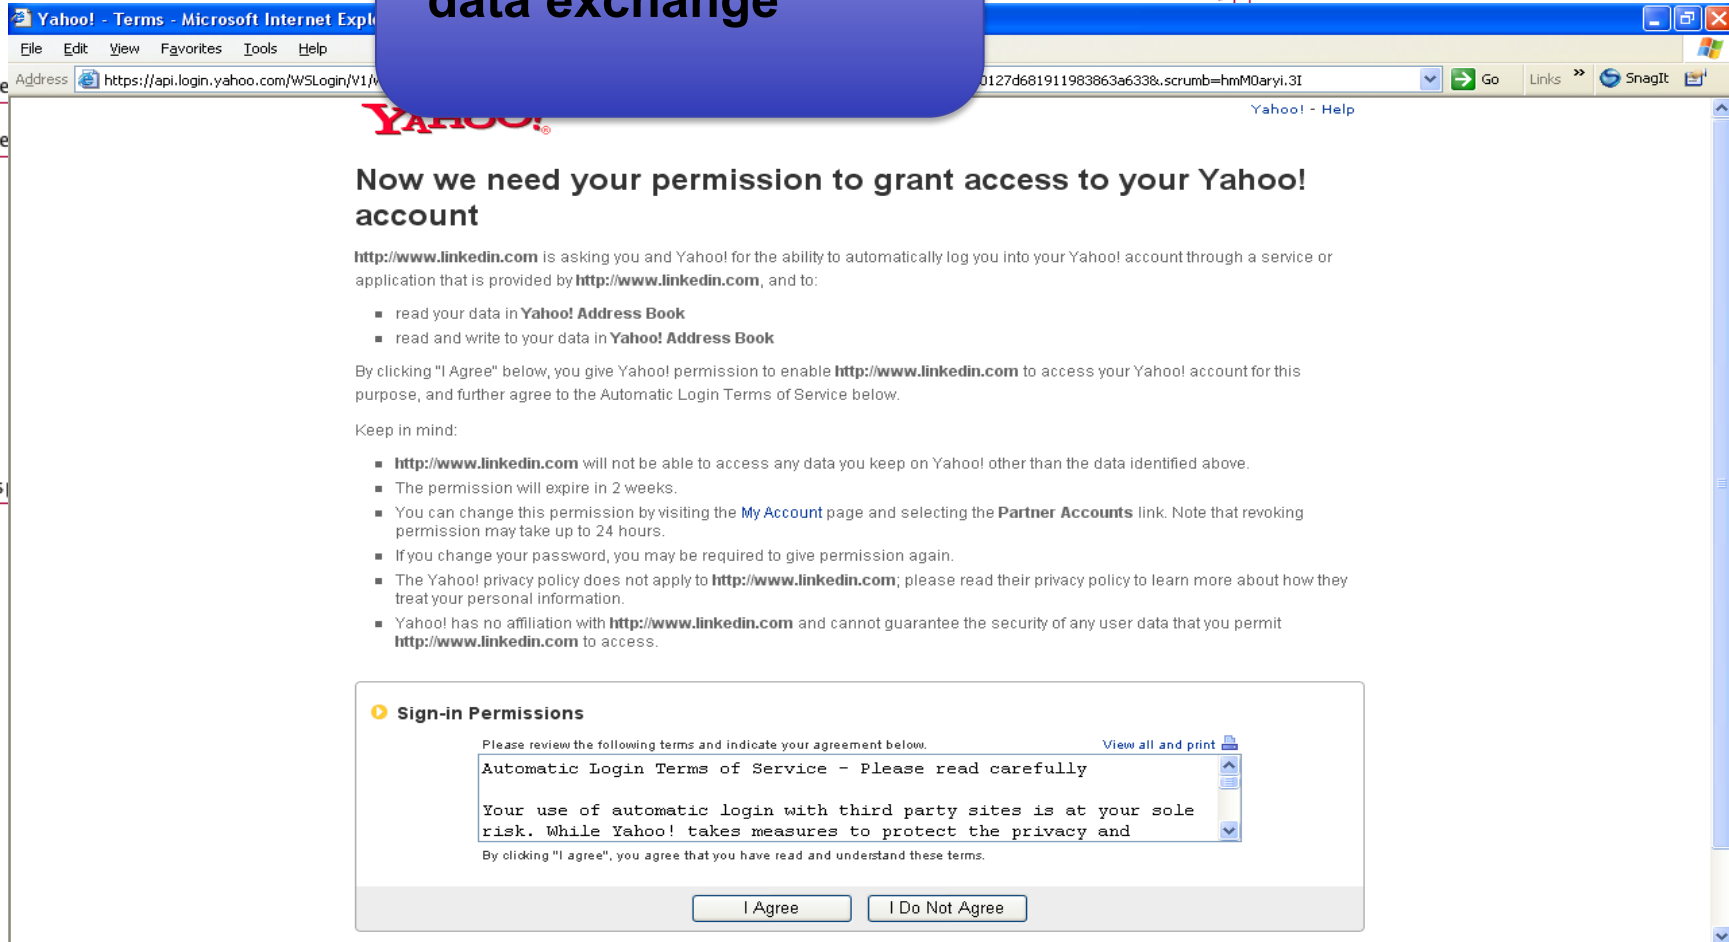 data exchange
Yahoo! - Terms - Microsoft Internet Expl
File Edit View Favorites Tools Help
Address https://api.login.yahoo.com/WSLogin/V1/ 0127d681911983863a633&.scrumb=hmM0aryi.3I Go Links » SnagIt
YAHOO!
Yahoo! - Help
Now we need your permission to grant access to your Yahoo!
account
http://www.linkedin.com is asking you and Yahoo! for the ability to automatically log you into your Yahoo! account through a service or
application that is provided by http://www.linkedin.com, and to:
read your data in Yahoo! Address Book
read and write to your data in Yahoo! Address Book
By clicking "I Agree" below, you give Yahoo! permission to enable http://www.linkedin.com to access your Yahoo! account for this
purpose, and further agree to the Automatic Login Terms of Service below.
Keep in mind:
http://www.linkedin.com will not be able to access any data you keep on Yahoo! other than the data identified above.
The permission will expire in 2 weeks.
You can change this permission by visiting the My Account page and selecting the Partner Accounts link. Note that revoking
permission may take up to 24 hours.
If you change your password, you may be required to give permission again.
The Yahoo! privacy policy does not apply to http://www.linkedin.com; please read their privacy policy to learn more about how they
treat your personal information.
Yahoo! has no affiliation with http://www.linkedin.com and cannot guarantee the security of any user data that you permit
http://www.linkedin.com to access.
Sign-in Permissions
Please review the following terms and indicate your agreement below. View all and print
Automatic Login Terms of Service - Please read carefully
Your use of automatic login with third party sites is at your sole
risk. While Yahoo! takes measures to protect the privacy and
By clicking "I agree", you agree that you have read and understand these terms.
I Agree I Do Not Agree